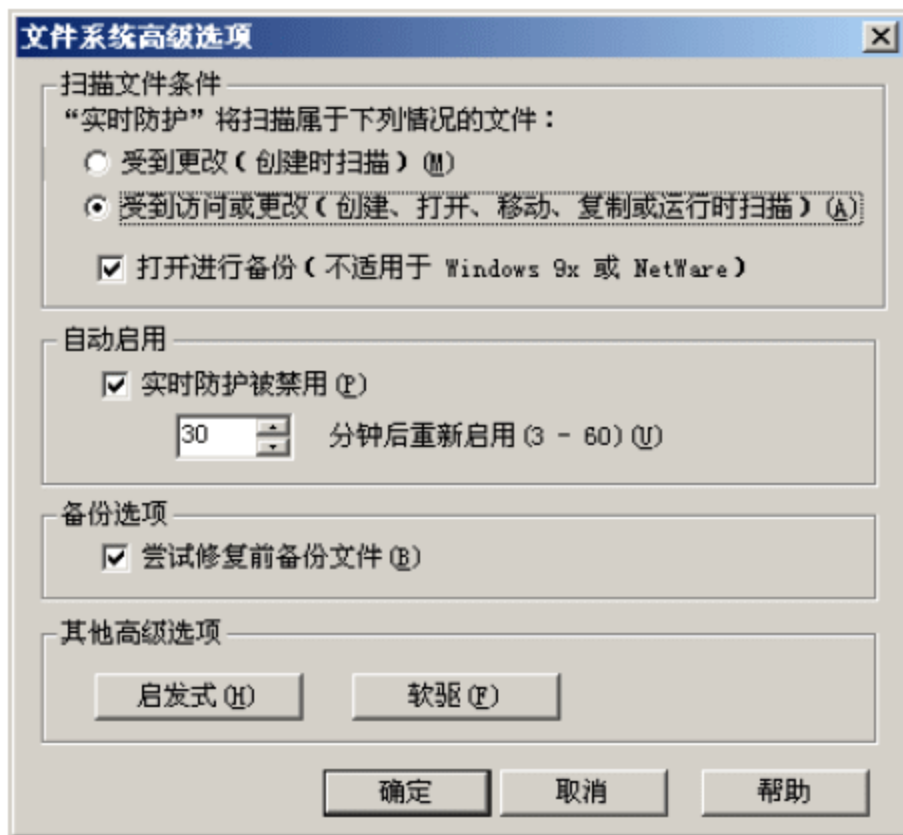 文件系统高级选项
扫描文件条件
“实时防护”将扫描属于下列情况的文件：
受到更改（创建时扫描）(M)
受到访问或更改（创建、打开、移动、复制或运行时扫描）(A)
打开进行备份（不适用于 Windows 9x 或 NetWare）
自动启用
实时防护被禁用(P)
30 分钟后重新启用(3 - 60)(U)
备份选项
尝试修复前备份文件(B)
其他高级选项
启发式(H) 软驱(F)
确定 取消 帮助